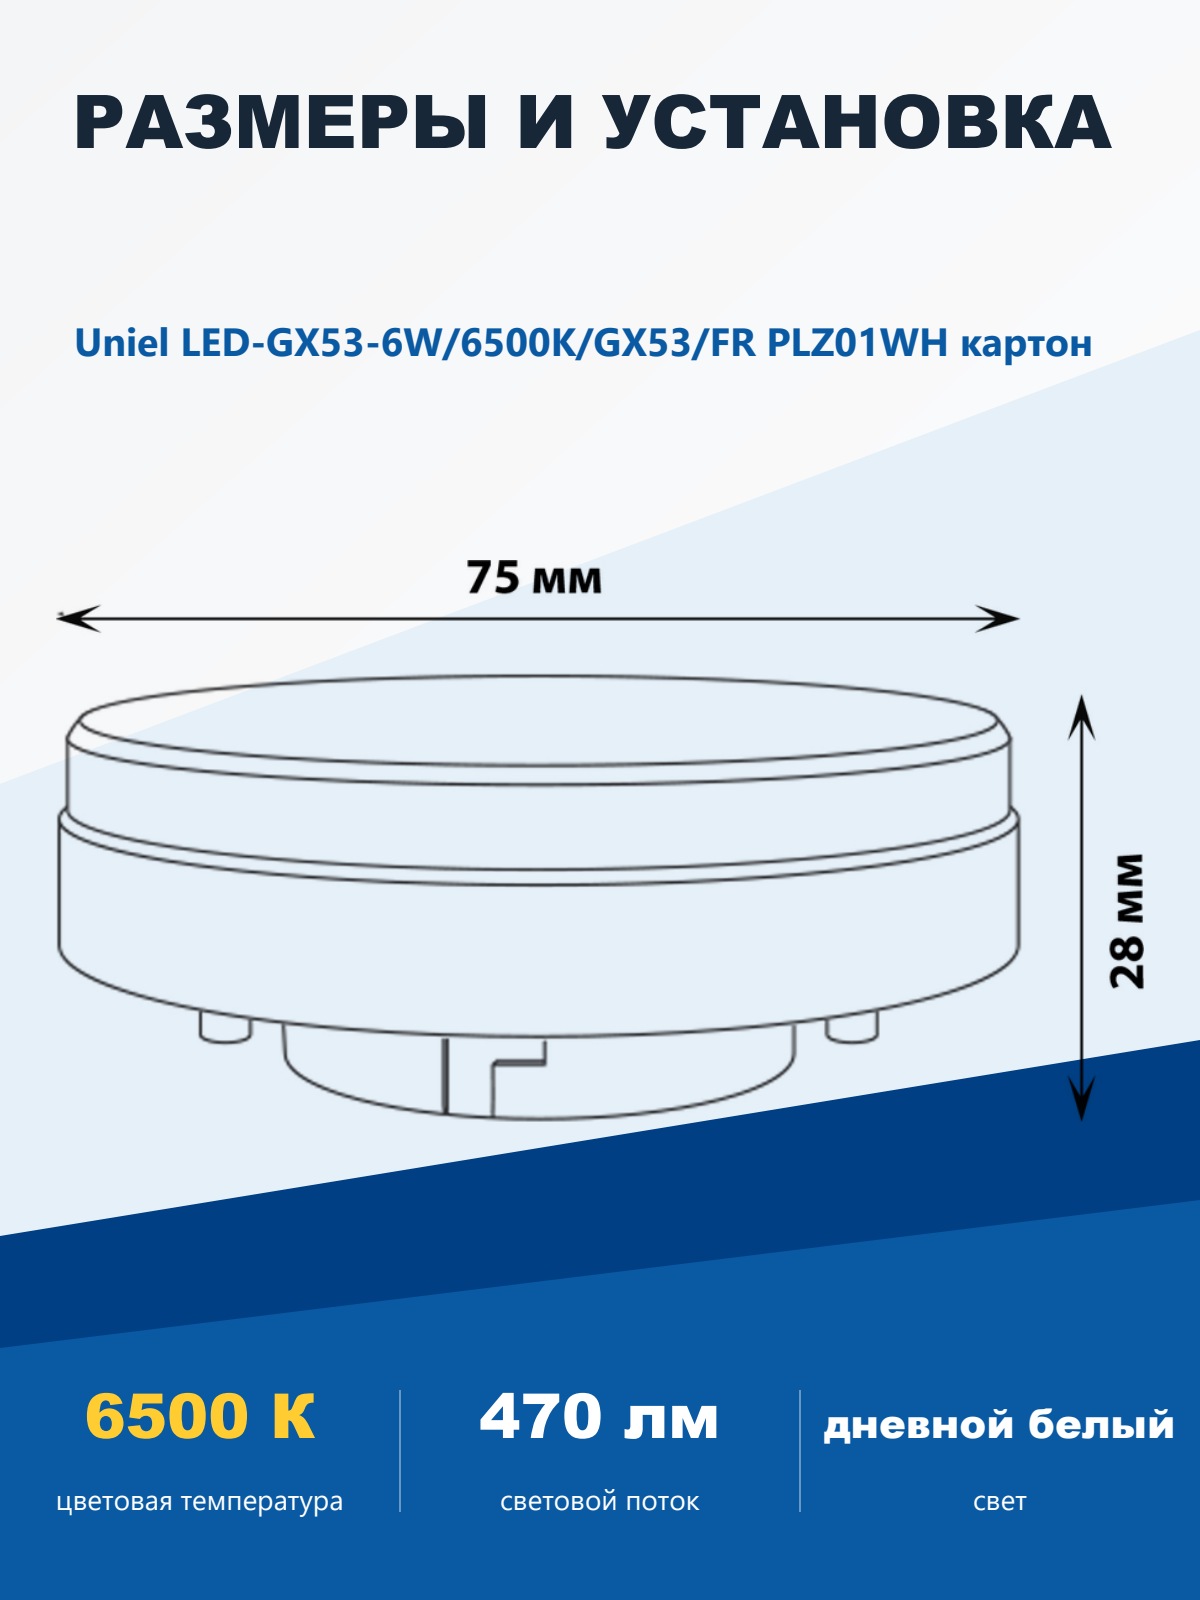 РАЗМЕРЫ И УСТАНОВКА
Uniel LED-GX53-6W/6500K/GX53/FR PLZ01WH картон
75 мм
28 мм
6500 К
цветовая температура
470 лм
световой поток
дневной белый
свет